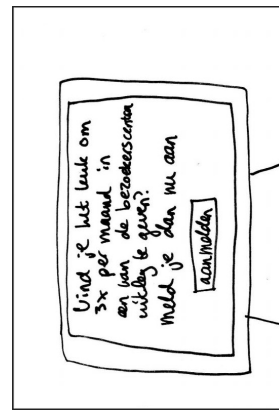 Vind je het leuk om
3x per maand in
een van de bezoekerscentra
uitleg te geven?
meld je dan nu aan
aanmelden